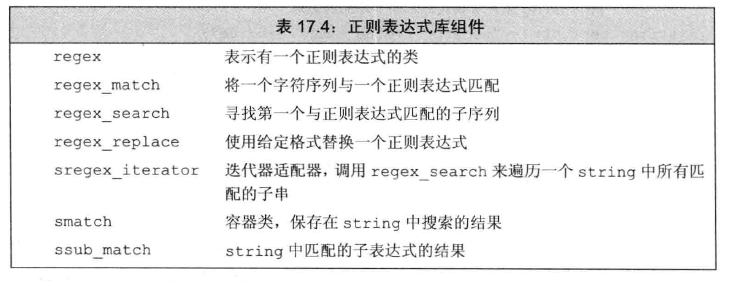 表 17.4：正则表达式库组件
regex 表示有一个正则表达式的类
regex_match 将一个字符序列与一个正则表达式匹配
regex_search 寻找第一个与正则表达式匹配的子序列
regex_replace 使用给定格式替换一个正则表达式
sregex_iterator 迭代器适配器，调用 regex_search 来遍历一个 string 中所有匹
配的子串
smatch 容器类，保存在 string 中搜索的结果
ssub_match string 中匹配的子表达式的结果